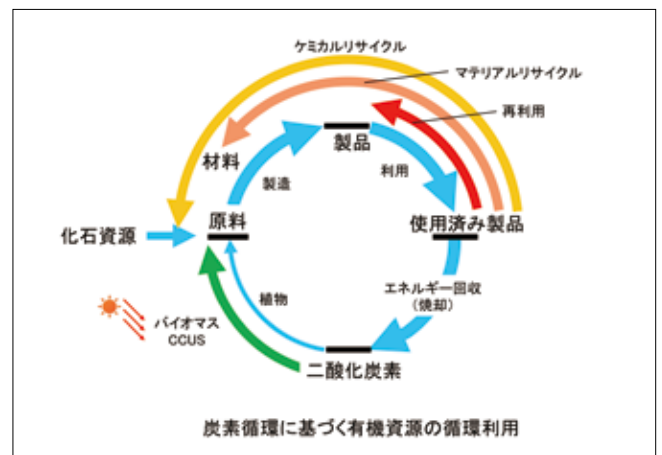 ケミカルリサイクル
マテリアルリサイクル
再利用
製品
材料
製造
利用
原料
使用済み製品
化石資源
植物
エネルギー回収
(焼却)
バイオマス
CCUS
二酸化炭素
炭素循環に基づく有機資源の循環利用